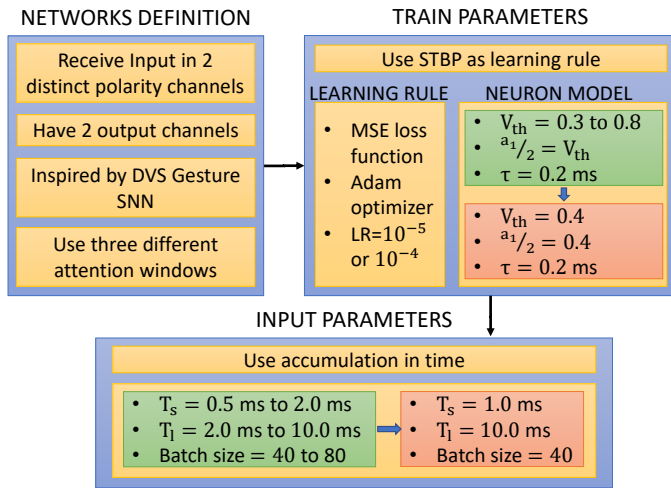 NETWORKS DEFINITION
Receive Input in 2
distinct polarity channels
Have 2 output channels
Inspired by DVS Gesture
SNN
Use three different
attention windows
TRAIN PARAMETERS
Use STBP as learning rule
LEARNING RULE
• MSE loss
function
• Adam
optimizer
• LR=10⁻⁵
or 10⁻⁴
NEURON MODEL
• V_th = 0.3 to 0.8
• a₁/2 = V_th
• τ = 0.2 ms
• V_th = 0.4
• a₁/2 = 0.4
• τ = 0.2 ms
INPUT PARAMETERS
Use accumulation in time
• T_s = 0.5 ms to 2.0 ms
• T_l = 2.0 ms to 10.0 ms
• Batch size = 40 to 80
• T_s = 1.0 ms
• T_l = 10.0 ms
• Batch size = 40